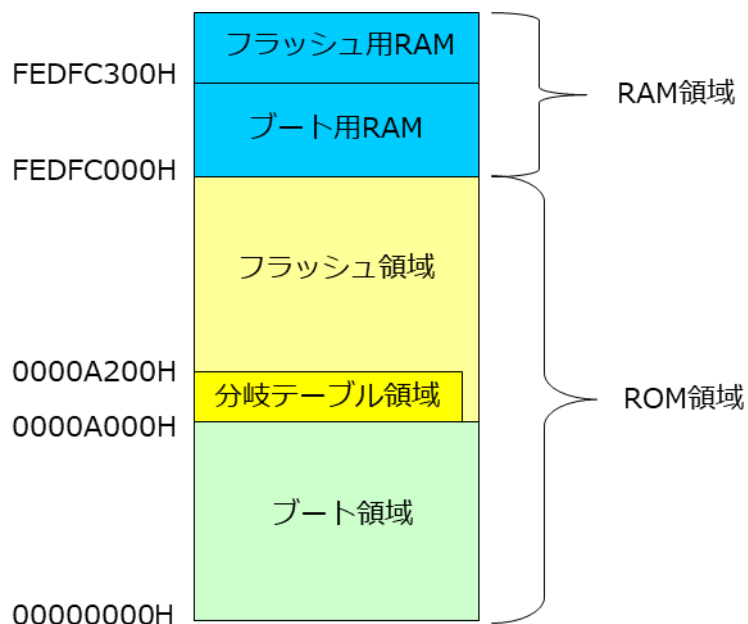 フラッシュ用RAM
FEDFC300H
RAM領域
ブート用RAM
FEDFC000H
フラッシュ領域
0000A200H
分岐テーブル領域
ROM領域
0000A000H
ブート領域
00000000H